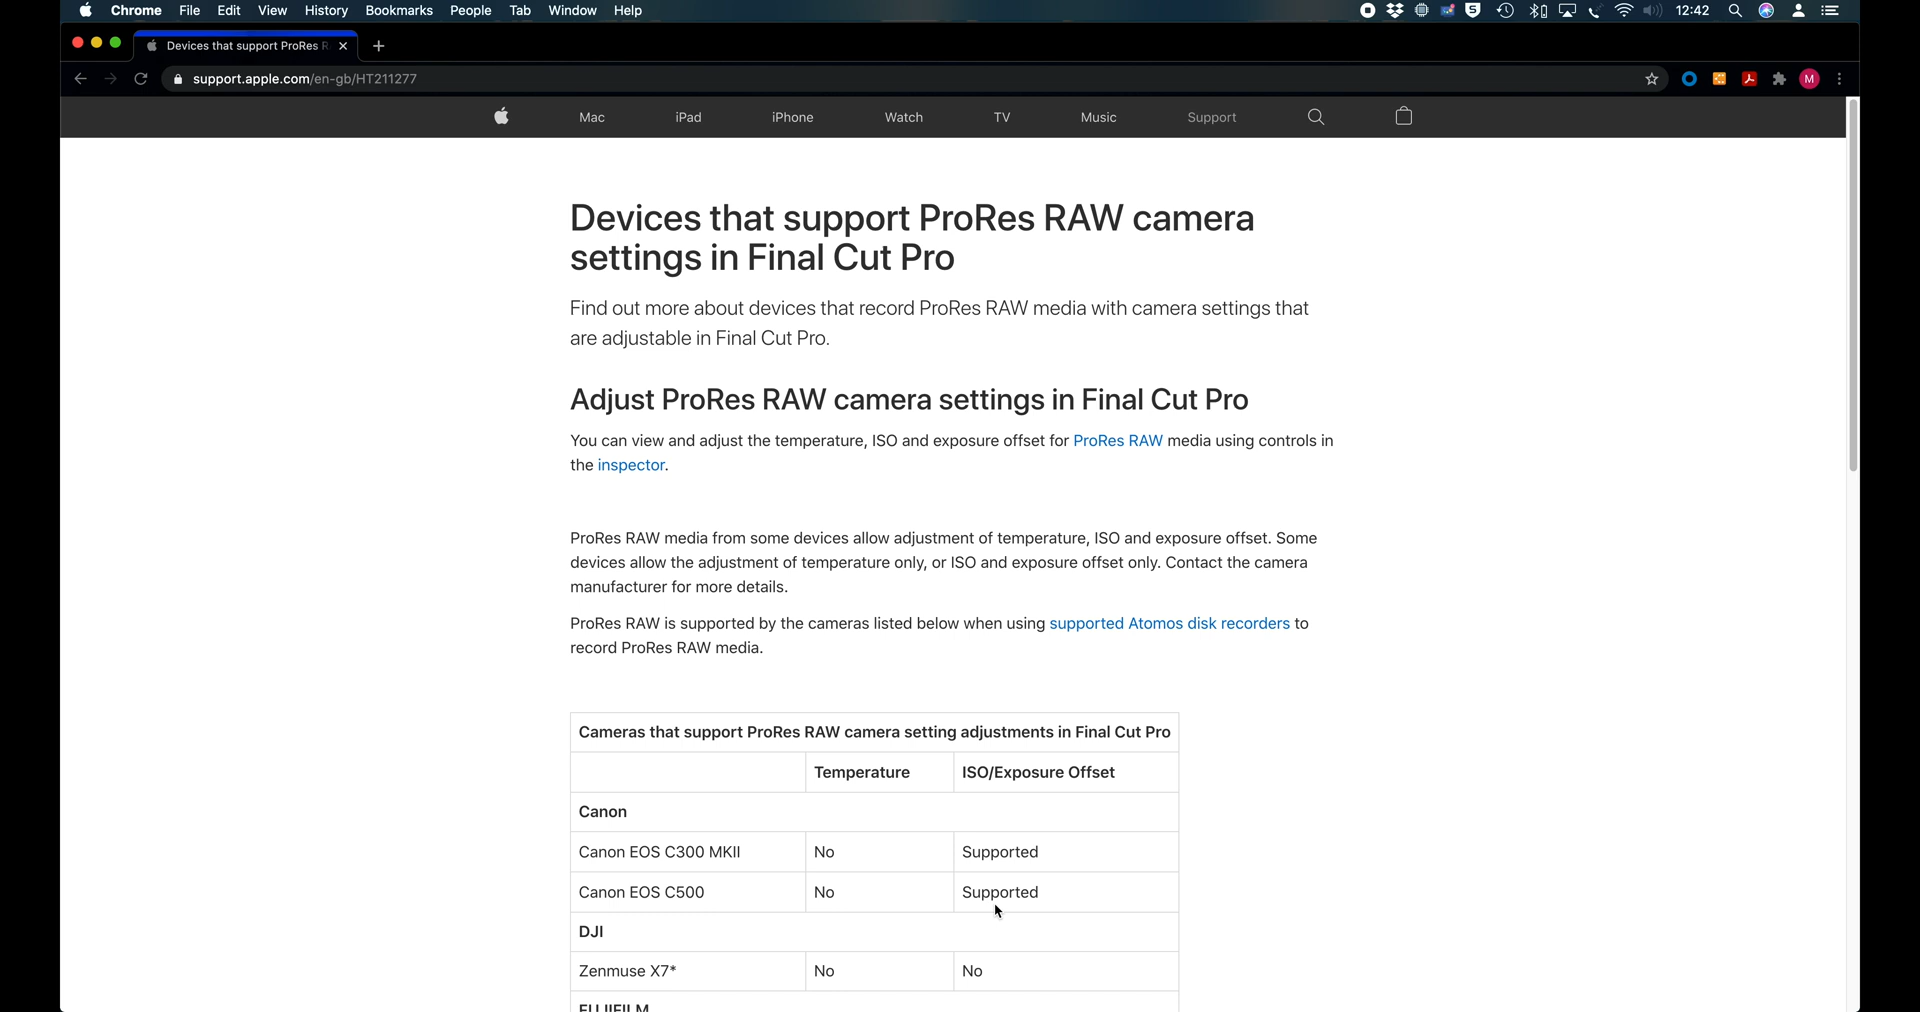 Chrome File Edit View History Bookmarks People Tab Window Help 5 12:42
Devices that support ProRes R
support.apple.com/en-gb/HT211277 M
Mac iPad iPhone Watch TV Music Support
Devices that support ProRes RAW camera
settings in Final Cut Pro
Find out more about devices that record ProRes RAW media with camera settings that
are adjustable in Final Cut Pro.
Adjust ProRes RAW camera settings in Final Cut Pro
You can view and adjust the temperature, ISO and exposure offset for ProRes RAW media using controls in
the inspector.
ProRes RAW media from some devices allow adjustment of temperature, ISO and exposure offset. Some
devices allow the adjustment of temperature only, or ISO and exposure offset only. Contact the camera
manufacturer for more details.
ProRes RAW is supported by the cameras listed below when using supported Atomos disk recorders to
record ProRes RAW media.
Cameras that support ProRes RAW camera setting adjustments in Final Cut Pro
Temperature ISO/Exposure Offset
Canon
Canon EOS C300 MKII No Supported
Canon EOS C500 No Supported
DJI
Zenmuse X7* No No
FUJIFILM